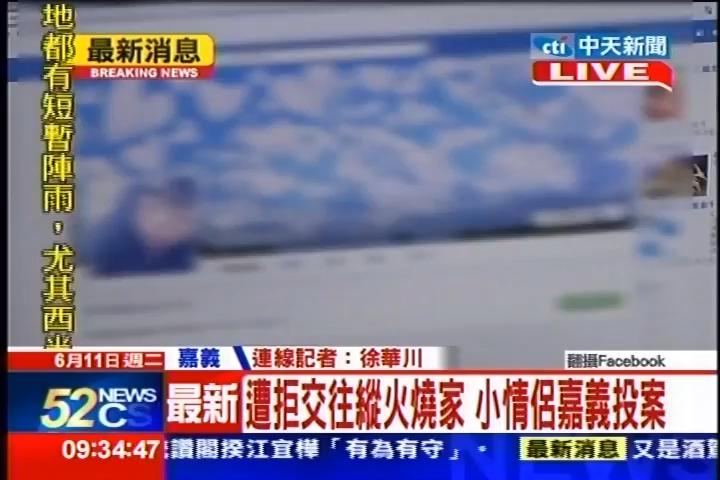 地都有短暫陣雨，尤其西半
最新消息
BREAKING NEWS
cti 中天新聞
LIVE
6月11日週二 嘉義 連線記者：徐華川
翻攝Facebook
52 NEWS CS
最新 遭拒交往縱火燒家 小情侶嘉義投案
09:34:47
讚閣揆江宜樺「有為有守」。 最新消息 又是酒駕